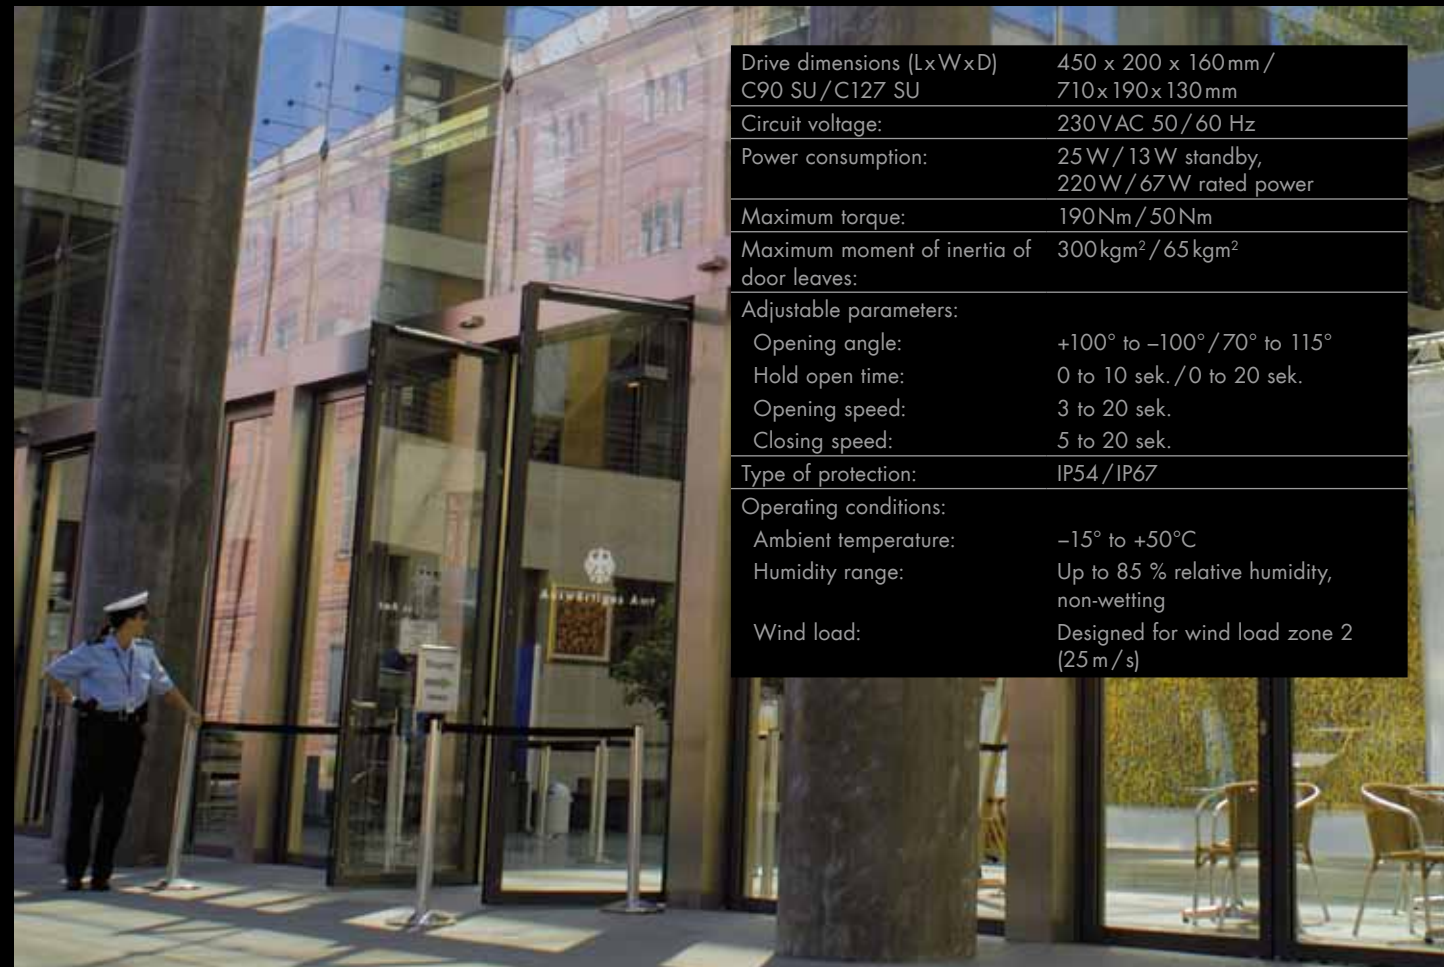 Drive dimensions (LxWxD) 450 x 200 x 160 mm /
C90 SU / C127 SU 710 x 190 x 130 mm
Circuit voltage: 230 V AC 50 / 60 Hz
Power consumption: 25 W / 13 W standby,
220 W / 67 W rated power
Maximum torque: 190 Nm / 50 Nm
Maximum moment of inertia of 300 kgm² / 65 kgm²
door leaves:
Adjustable parameters:
Opening angle: +100° to –100° / 70° to 115°
Hold open time: 0 to 10 sek. / 0 to 20 sek.
Opening speed: 3 to 20 sek.
Closing speed: 5 to 20 sek.
Type of protection: IP54 / IP67
Operating conditions:
Ambient temperature: –15° to +50°C
Humidity range: Up to 85 % relative humidity,
non-wetting
Wind load: Designed for wind load zone 2
(25 m / s)
Auswärtiges Amt